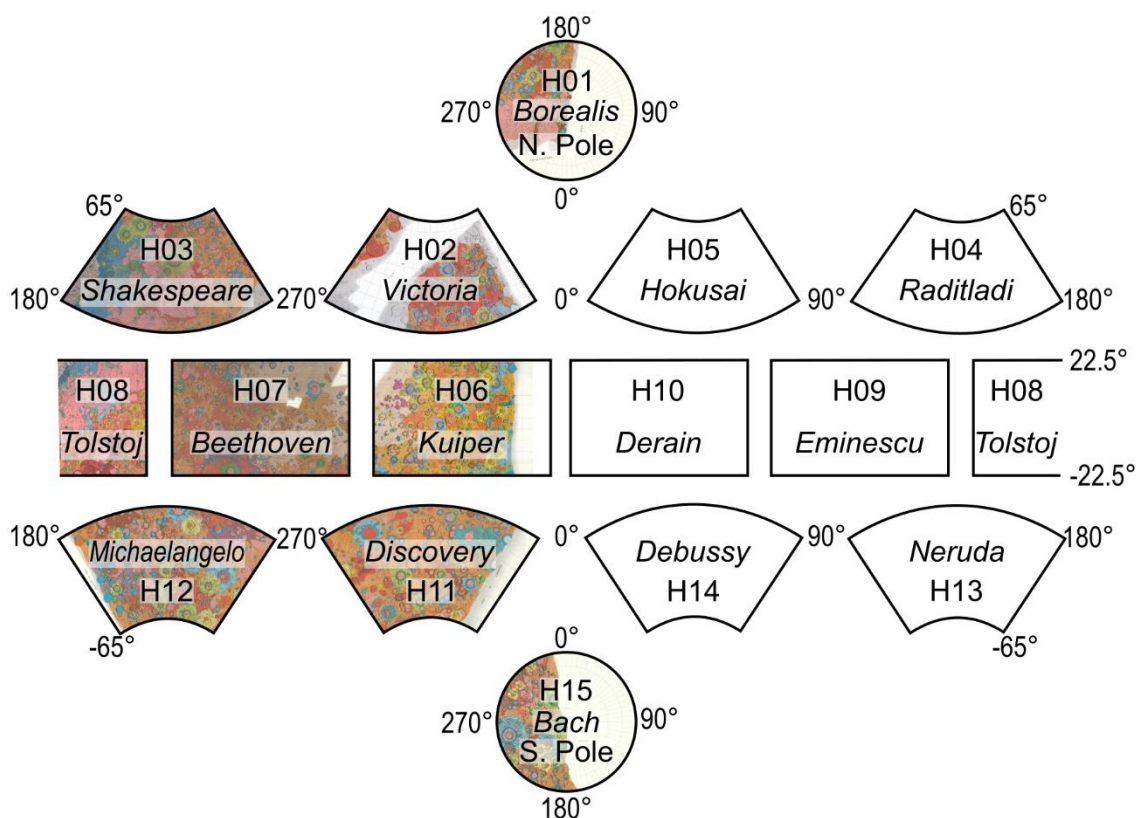 180°
H01
270° Borealis 90°
N. Pole
0°
65° 65°
H03 H02 H05 H04
Shakespeare Victoria Hokusai Raditladi
180° 270° 0° 90° 180°
22.5°
H08 H07 H06 H10 H09 H08
Tolstoj Beethoven Kuiper Derain Eminescu Tolstoj
-22.5°
180° Michaelangelo 270° Discovery 0° Debussy 90° Neruda 180°
H12 H11 H14 H13
-65° -65°
0°
H15
270° Bach 90°
S. Pole
180°